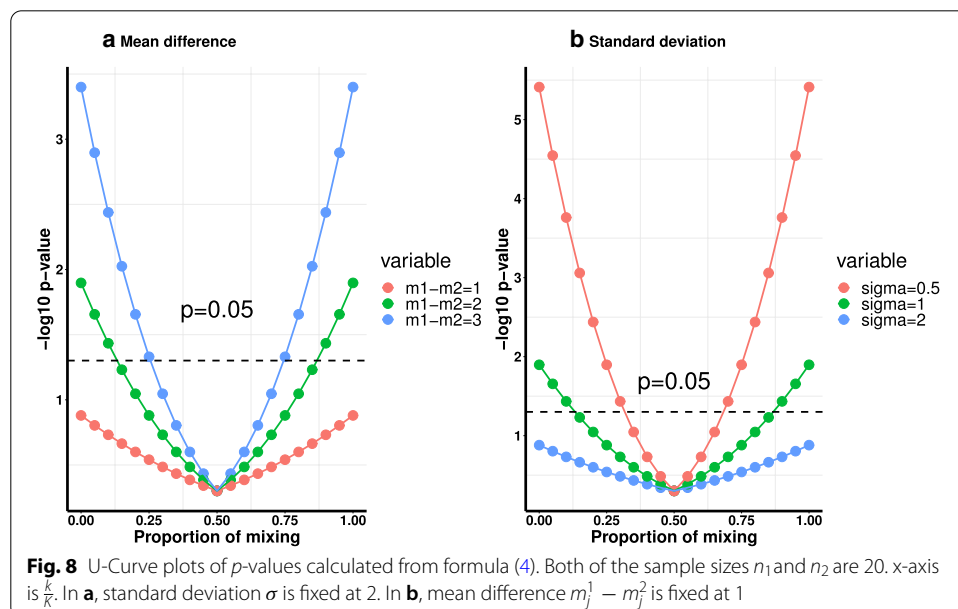 a Mean difference
3
2
1
−log10 p-value
p=0.05
0.00 0.25 0.50 0.75 1.00
Proportion of mixing
variable
m1−m2=1
m1−m2=2
m1−m2=3
b Standard deviation
5
4
3
2
1
−log10 p-value
p=0.05
0.00 0.25 0.50 0.75 1.00
Proportion of mixing
variable
sigma=0.5
sigma=1
sigma=2
Fig. 8 U-Curve plots of p-values calculated from formula (4). Both of the sample sizes n₁and n₂ are 20. x-axis
is k/K. In a, standard deviation σ is fixed at 2. In b, mean difference m_j^1 − m_j^2 is fixed at 1